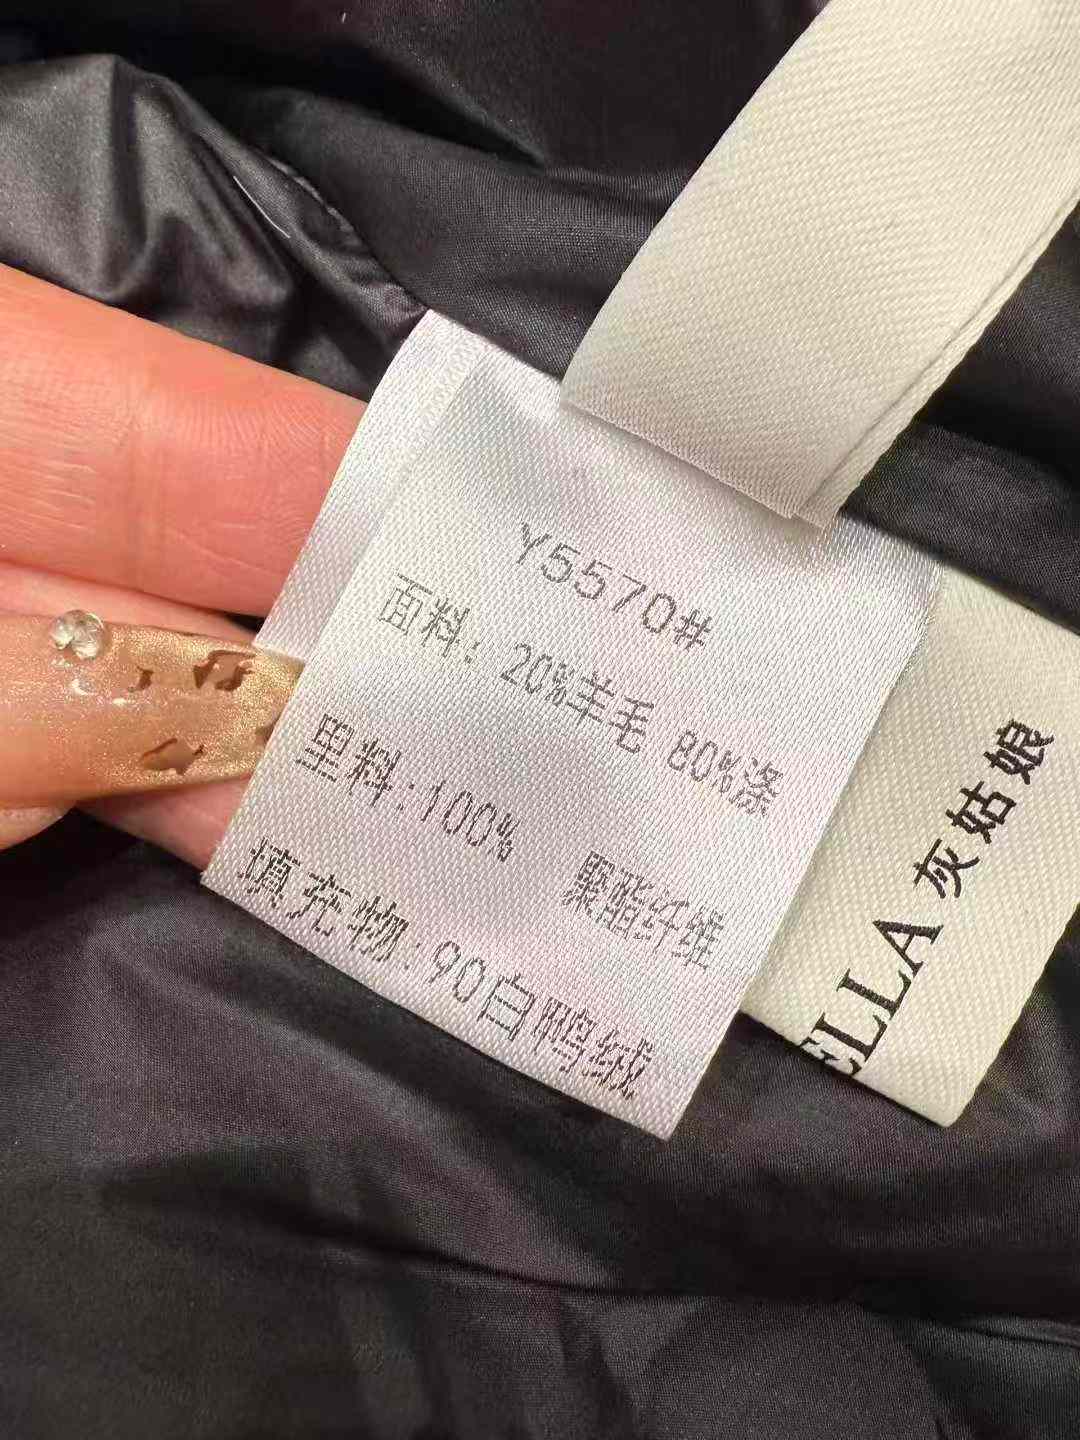 Y5570#
面料: 20%羊毛 80%涤
里料:100% 聚酯纤维
填充物:90白鸭绒
ELLA 灰姑娘